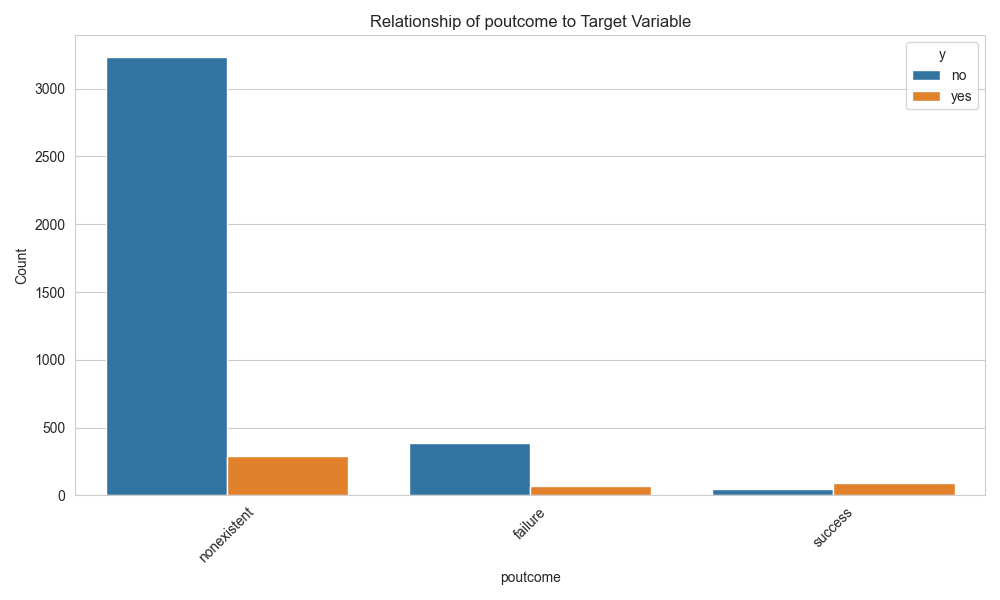 Relationship of poutcome to Target Variable
y
no
yes
3000
2500
2000
1500
1000
500
0
Count
nonexistent
failure
success
poutcome